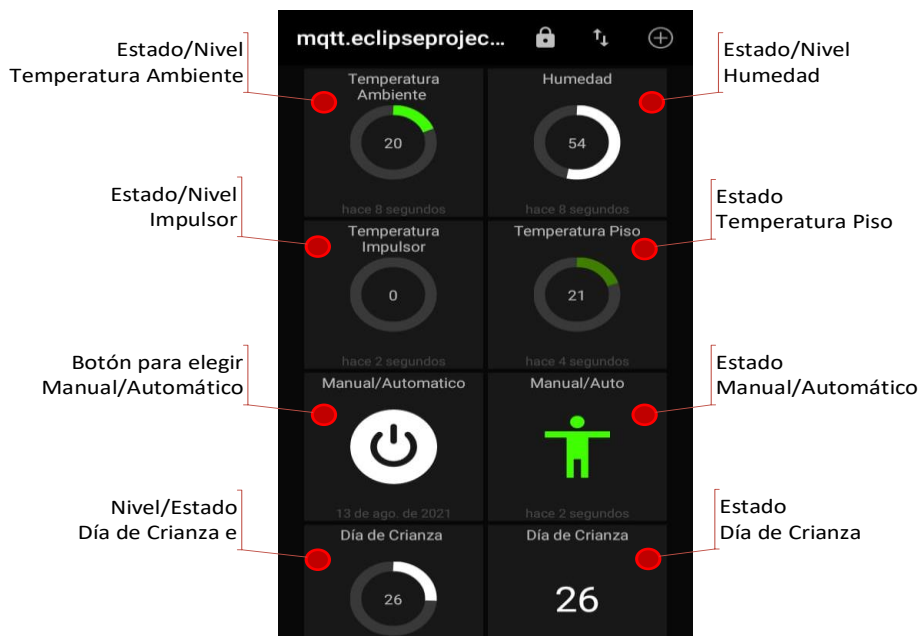 mqtt.eclipseprojec...
Estado/Nivel
Temperatura Ambiente
Estado/Nivel
Humedad
Temperatura
Ambiente
20
hace 8 segundos
Humedad
54
hace 8 segundos
Estado/Nivel
Impulsor
Estado
Temperatura Piso
Temperatura
Impulsor
0
hace 2 segundos
Temperatura Piso
21
hace 4 segundos
Botón para elegir
Manual/Automático
Estado
Manual/Automático
Manual/Automatico
13 de ago. de 2021
Manual/Auto
hace 2 segundos
Nivel/Estado
Día de Crianza e
Estado
Día de Crianza
Día de Crianza
26
Día de Crianza
26